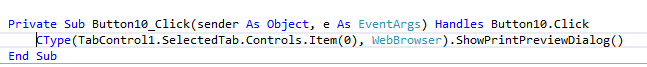 Private Sub Button10_Click(sender As Object, e As EventArgs) Handles Button10.Click
    CType(TabControl1.SelectedTab.Controls.Item(0), WebBrowser).ShowPrintPreviewDialog()
End Sub